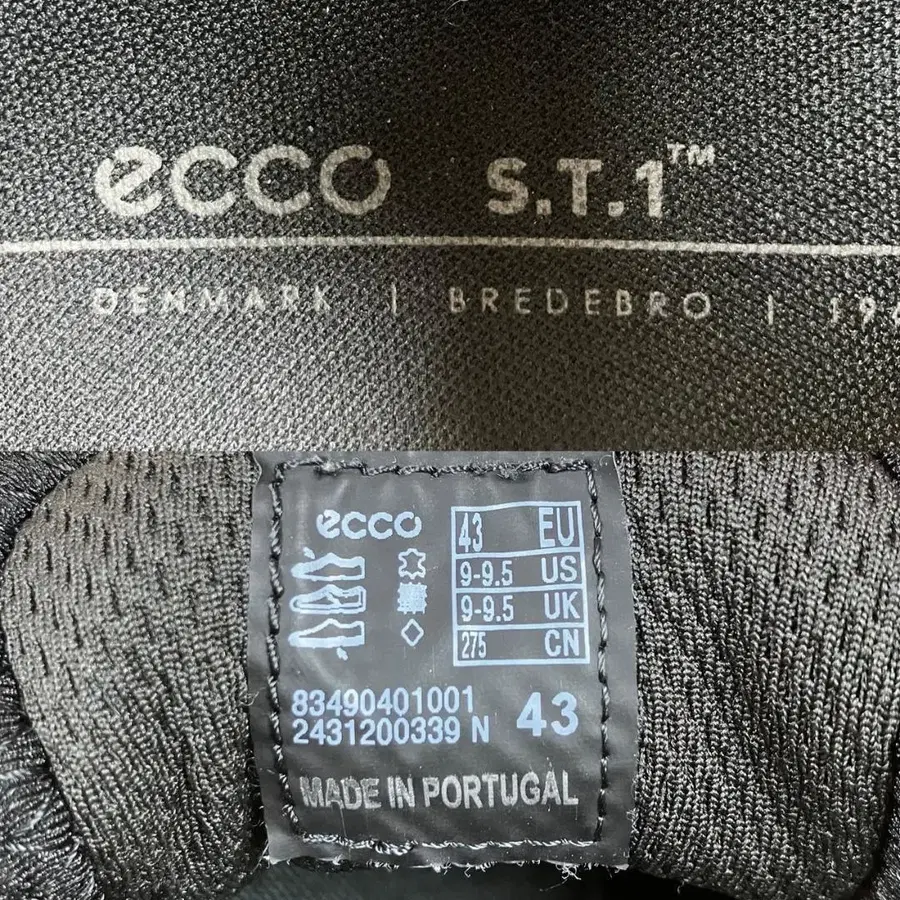 ecco S.T.1™
DENMARK | BREDEBRO |
ecco
43 EU
9-9.5 US
9-9.5 UK
275 CN
83490401001
2431200339 N
43
MADE IN PORTUGAL